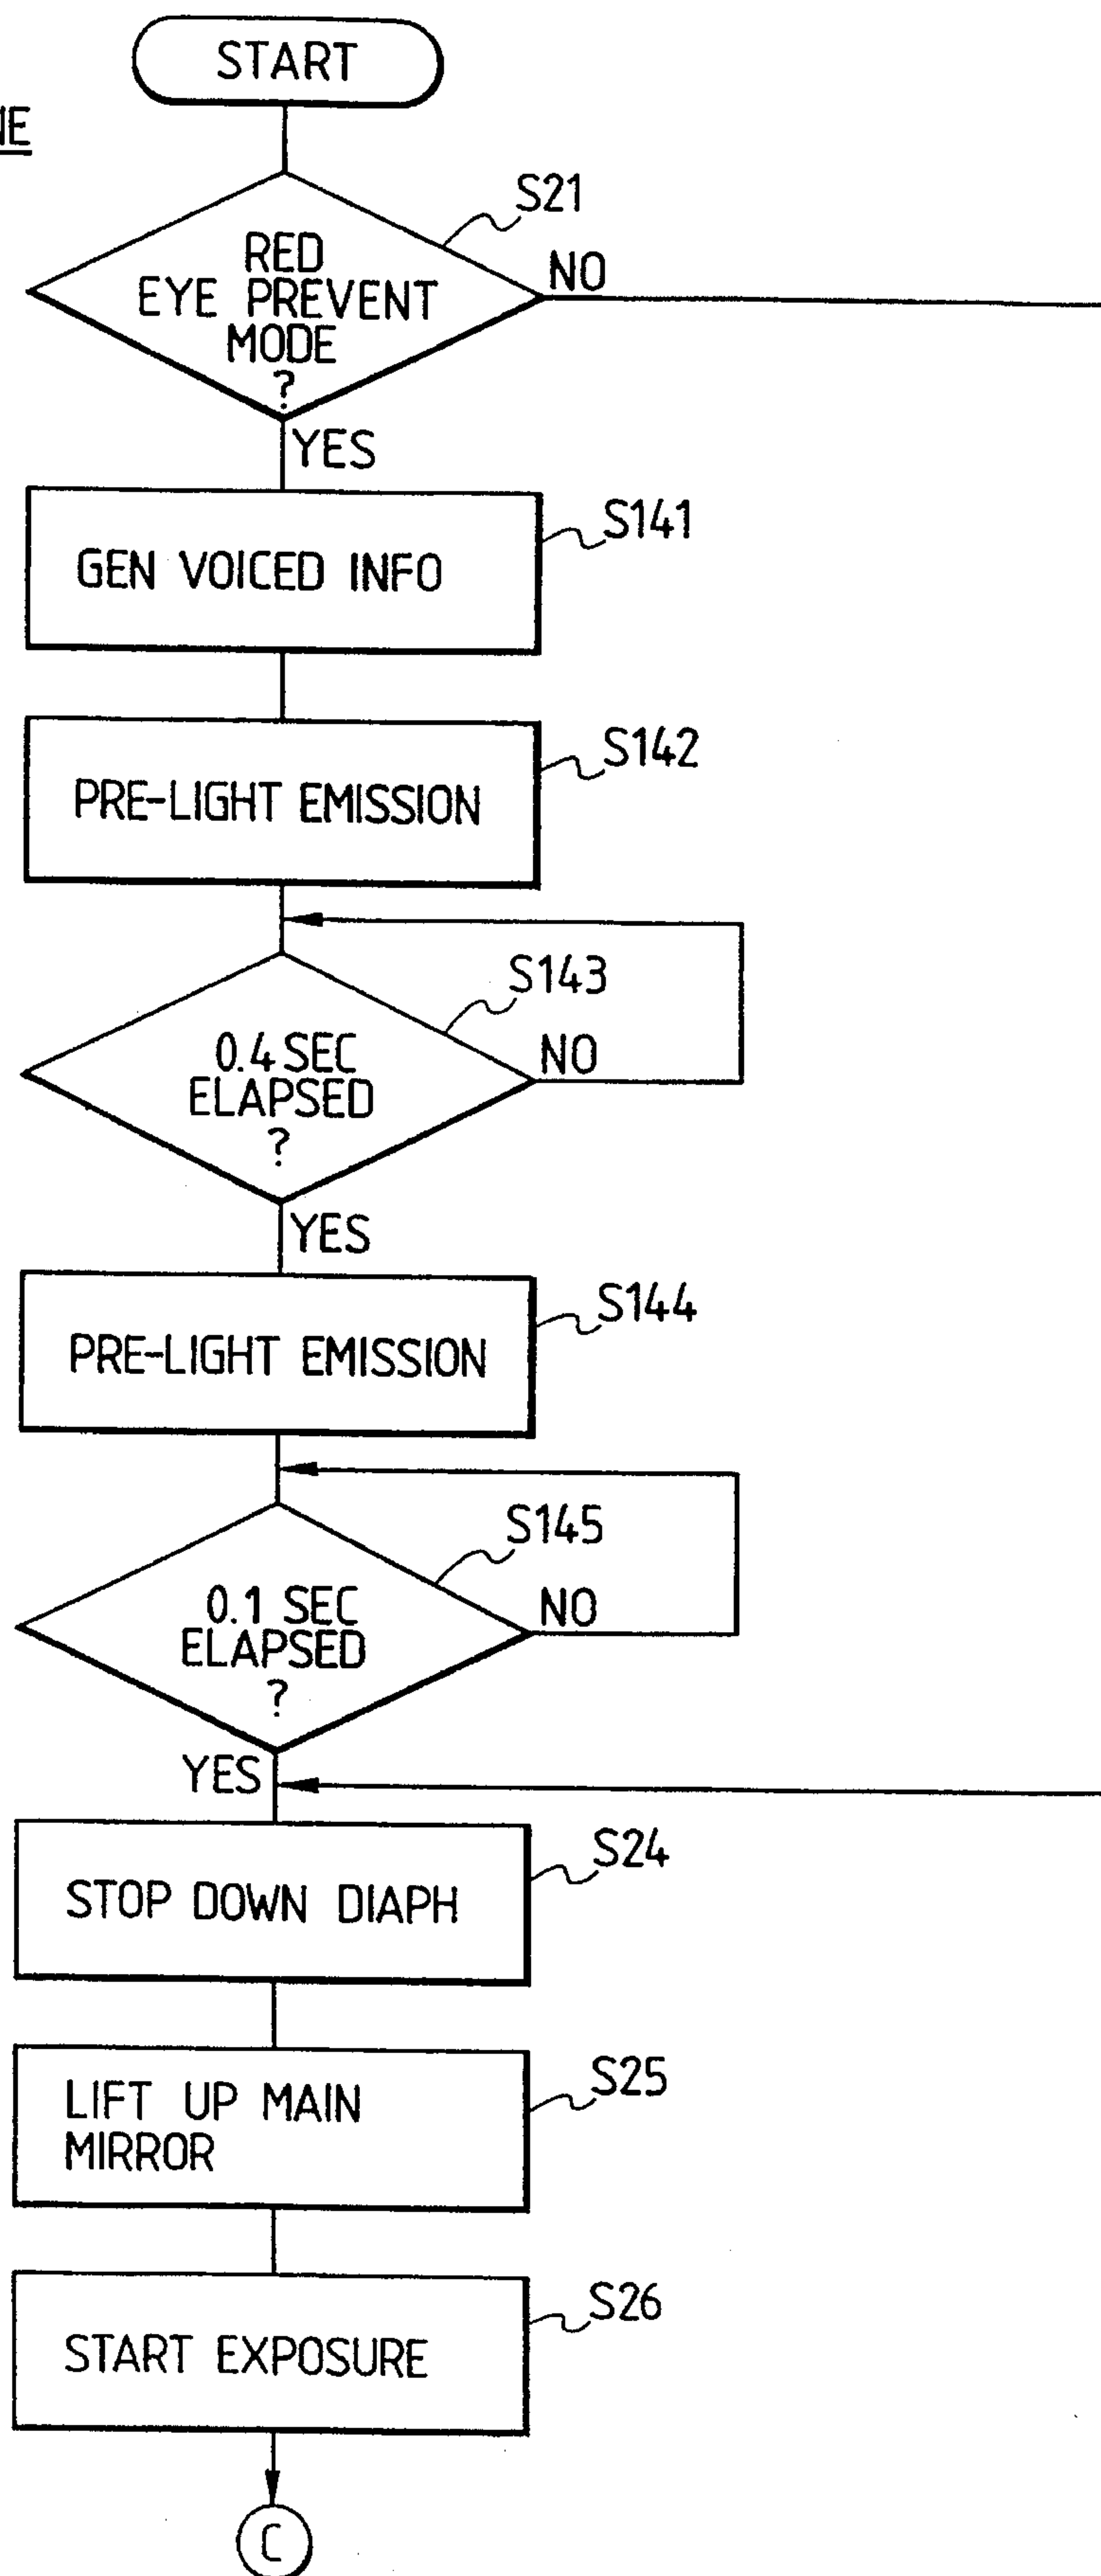 START
NE
S21
RED
EYE PREVENT
MODE
?
NO
YES
S141
GEN VOICED INFO
S142
PRE-LIGHT EMISSION
S143
0.4 SEC
ELAPSED
?
NO
YES
S144
PRE-LIGHT EMISSION
S145
0.1 SEC
ELAPSED
?
NO
YES
S24
STOP DOWN DIAPH
S25
LIFT UP MAIN
MIRROR
S26
START EXPOSURE
C